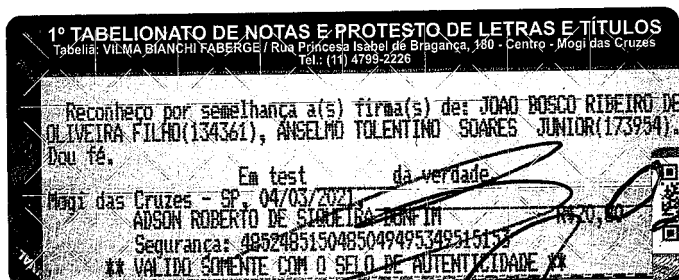 1º TABELIONATO DE NOTAS E PROTESTO DE LETRAS E TÍTULOS
Tabeliã: VILMA BIANCHI FABERGE / Rua Princesa Isabel de Bragança, 180 - Centro - Mogi das Cruzes
Tel.: (11) 4799-2226
Reconheço por semelhança a(s) firma(s) de: JOAO BOSCO RIBEIRO DE
OLIVEIRA FILHO(134361), ANSELMO TOLENTINO SOARES JUNIOR(173954).
Dou fé.
Em test da verdade
Mogi das Cruzes - SP, 04/03/2021,
ADSON ROBERTO DE SIQUEIRA BONFIM
Segurança:
** VALIDO SOMENTE COM O SELO DE AUTENTICIDADE **